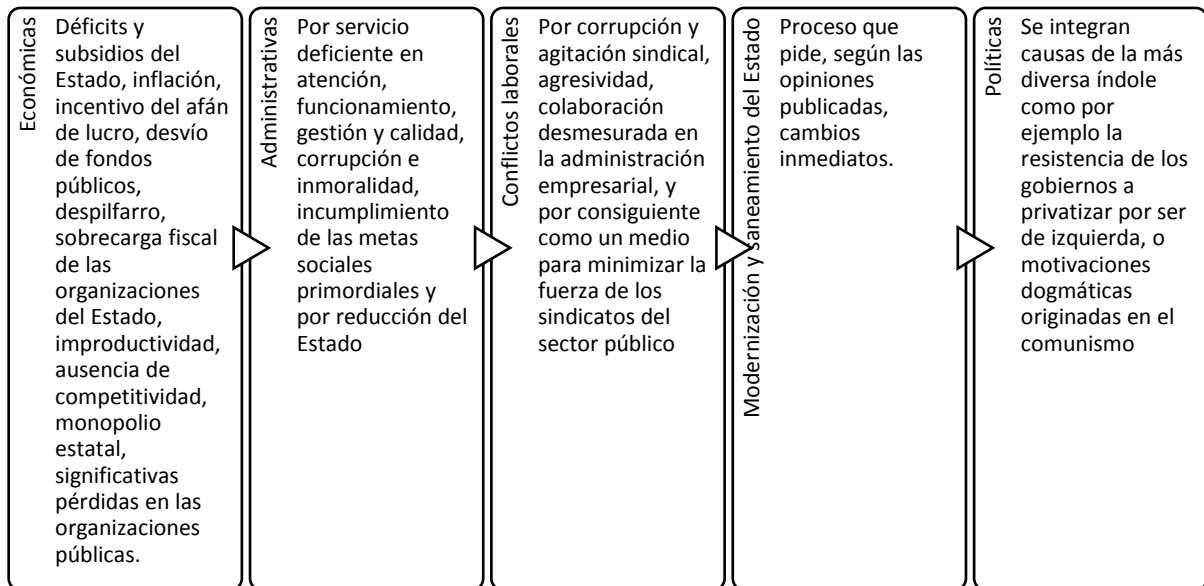 Económicas
Déficits y
subsidios del
Estado, inflación,
incentivo del afán
de lucro, desvío
de fondos
públicos,
despilfarro,
sobrecarga fiscal
de las
organizaciones
del Estado,
improductividad,
ausencia de
competitividad,
monopolio
estatal,
significativas
pérdidas en las
organizaciones
públicas.
Administrativas
Por servicio
deficiente en
atención,
funcionamiento,
gestión y calidad,
corrupción e
inmoralidad,
incumplimiento
de las metas
sociales
primordiales y
por reducción del
Estado
Conflictos laborales
Por corrupción y
agitación sindical,
agresividad,
colaboración
desmesurada en
la administración
empresarial, y
por consiguiente
como un medio
para minimizar la
fuerza de los
sindicatos del
sector público
Modernización y saneamiento del Estado
Proceso que
pide, según las
opiniones
publicadas,
cambios
inmediatos.
Políticas
Se integran
causas de la más
diversa índole
como por
ejemplo la
resistencia de los
gobiernos a
privatizar por ser
de izquierda, o
motivaciones
dogmáticas
originadas en el
comunismo